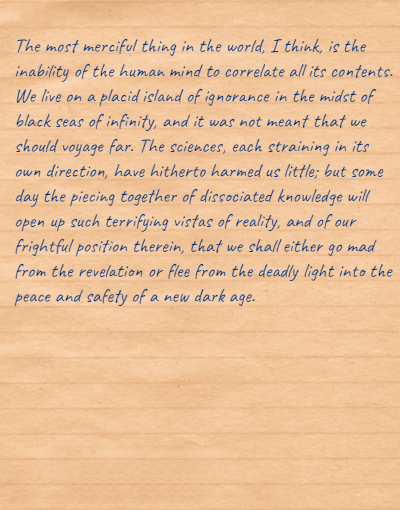 The most merciful thing in the world, I think, is the
inability of the human mind to correlate all its contents.
We live on a placid island of ignorance in the midst of
black seas of infinity, and it was not meant that we
should voyage far. The sciences, each straining in its
own direction, have hitherto harmed us little; but some
day the piecing together of dissociated knowledge will
open up such terrifying vistas of reality, and of our
frightful position therein, that we shall either go mad
from the revelation or flee from the deadly light into the
peace and safety of a new dark age.